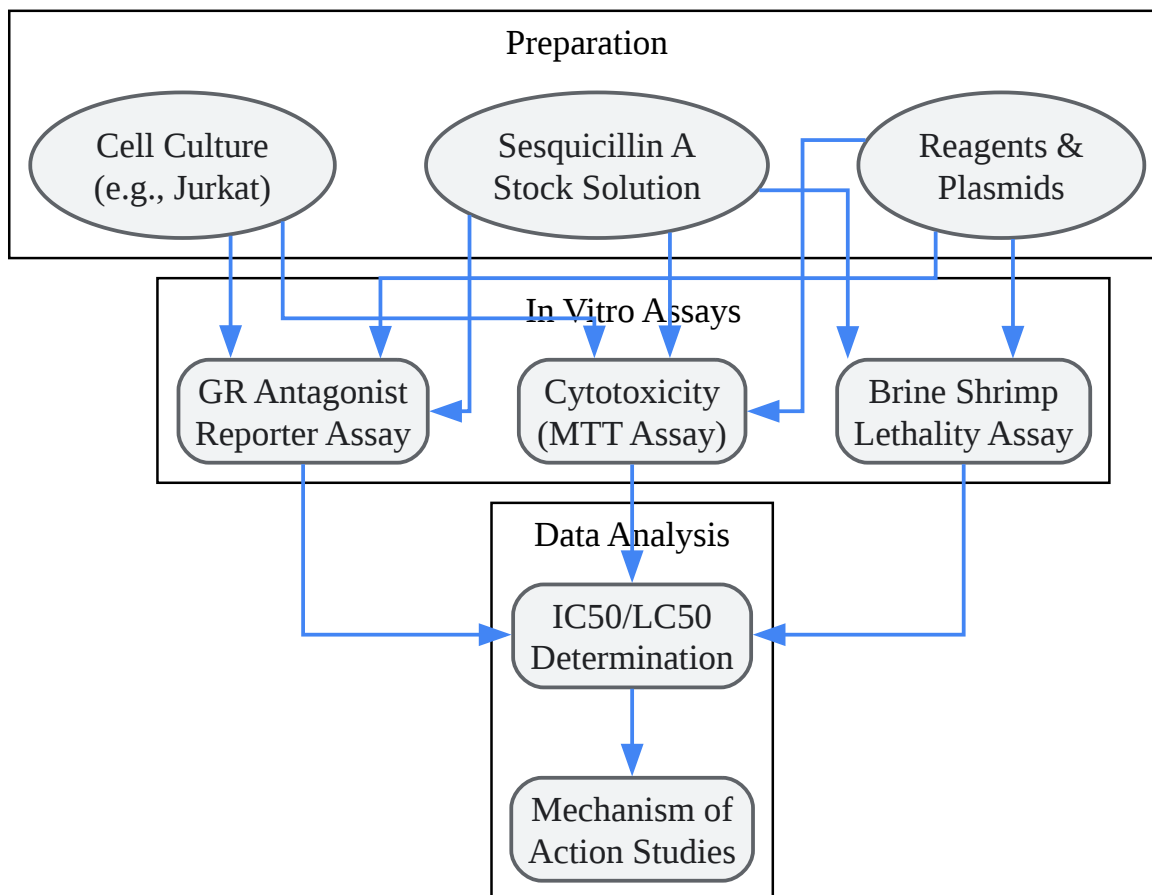 Preparation
Cell Culture
(e.g., Jurkat)
Sesquicillin A
Stock Solution
Reagents &
Plasmids
In Vitro Assays
GR Antagonist
Reporter Assay
Cytotoxicity
(MTT Assay)
Brine Shrimp
Lethality Assay
Data Analysis
IC50/LC50
Determination
Mechanism of
Action Studies